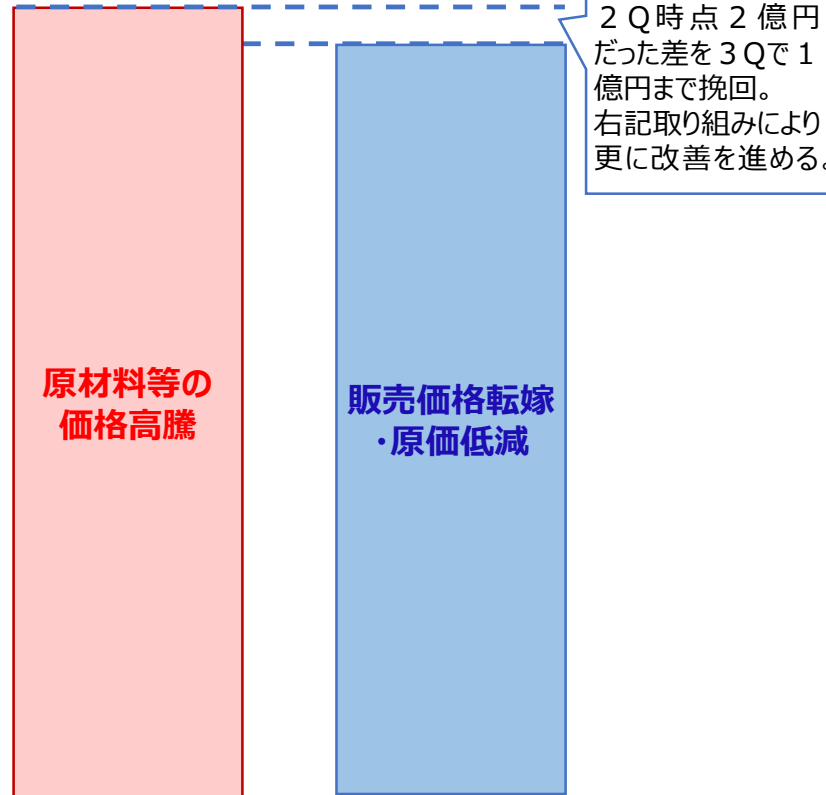 ２Ｑ時点２億円
だった差を３Ｑで１
億円まで挽回。
右記取り組みにより
更に改善を進める。
原材料等の
価格高騰
販売価格転嫁
・原価低減